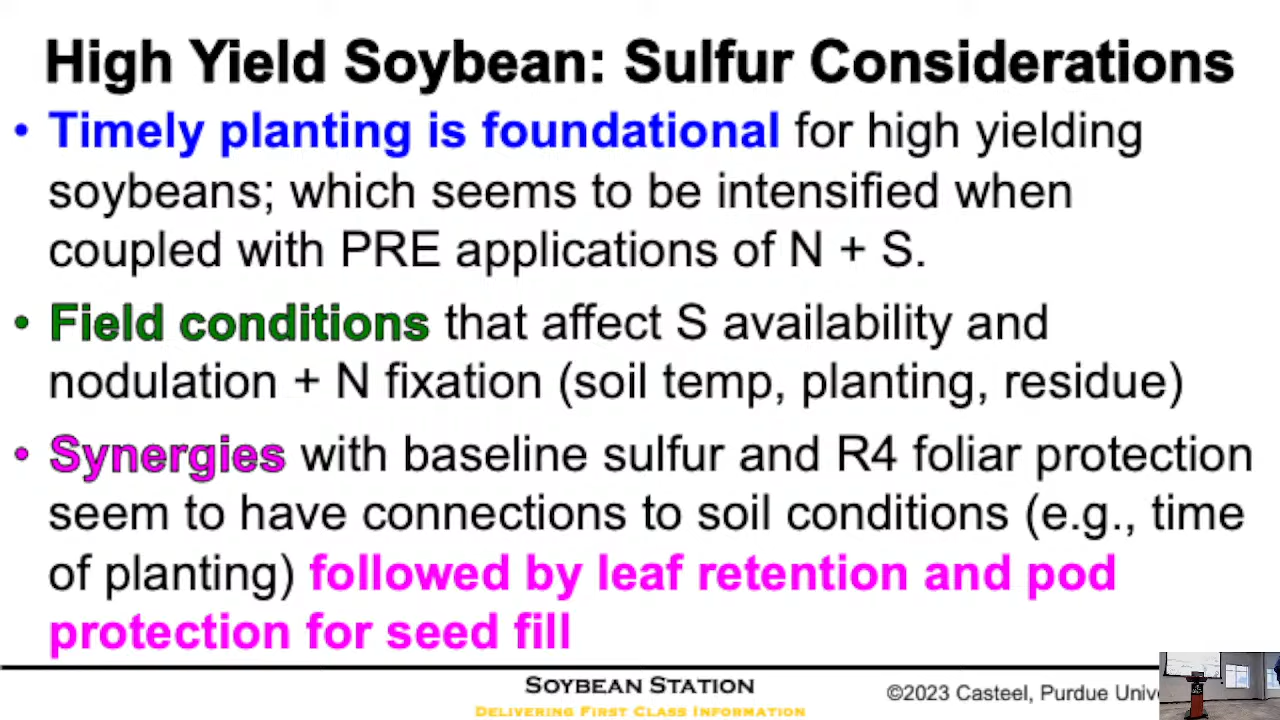 High Yield Soybean: Sulfur Considerations
• Timely planting is foundational for high yielding
soybeans; which seems to be intensified when
coupled with PRE applications of N + S.
• Field conditions that affect S availability and
nodulation + N fixation (soil temp, planting, residue)
• Synergies with baseline sulfur and R4 foliar protection
seem to have connections to soil conditions (e.g., time
of planting) followed by leaf retention and pod
protection for seed fill
SOYBEAN STATION
DELIVERING FIRST CLASS INFORMATION
©2023 Casteel, Purdue Unive